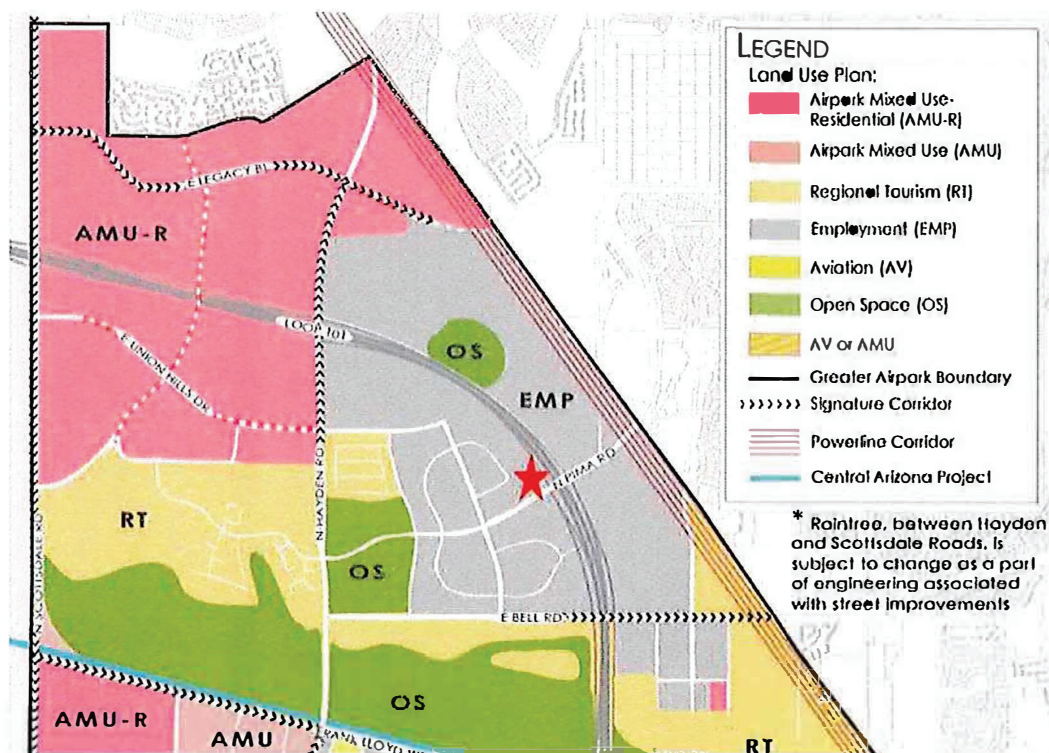 LEGEND
Land Use Plan:
Airpark Mixed Use-
Residential (AMU-R)
Airpark Mixed Use (AMU)
Regional Tourism (RT)
Employment (EMP)
Aviation (AV)
Open Space (OS)
AV or AMU
Greater Airpark Boundary
Signature Corridor
Powerline Corridor
Central Arizona Project
* Raintree, between Hayden
and Scottsdale Roads, is
subject to change as a part
of engineering associated
with street improvements
E LEGACY BL
AMU-R
LOOP 101
E UNION HILLS DR
OS
EMP
N PIMA RD
N HAYDEN RD
RT
OS
N SCOTTSDALE RD
E BELL RD
OS
AMU-R
AMU
FRANK LLOYD
RT